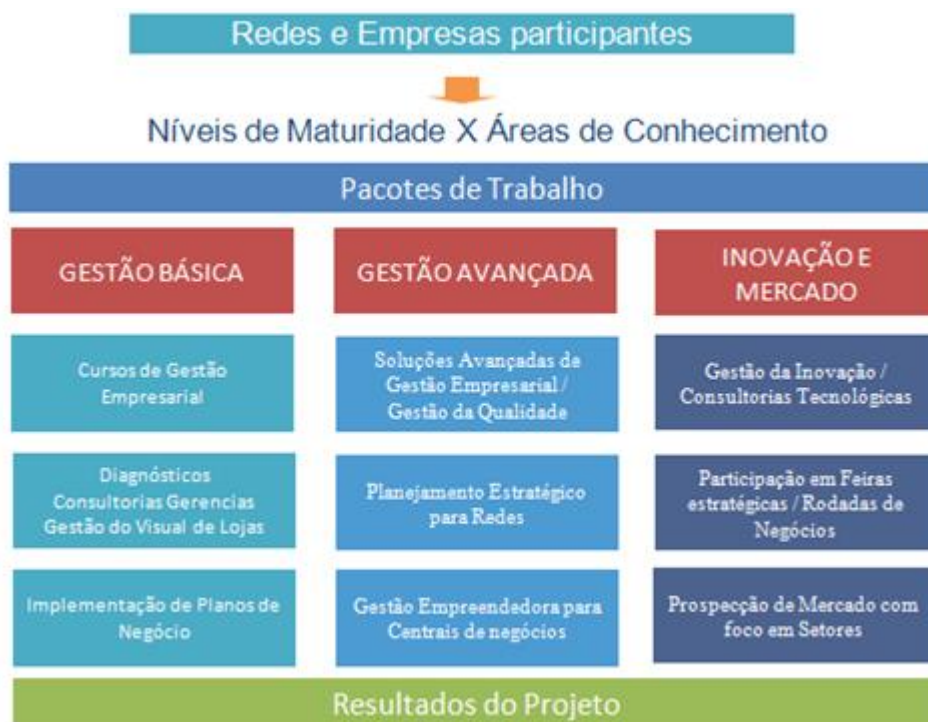 Redes e Empresas participantes
Níveis de Maturidade X Áreas de Conhecimento
Pacotes de Trabalho
GESTÃO BÁSICA
GESTÃO AVANÇADA
INOVAÇÃO E
MERCADO
Cursos de Gestão
Empresarial
Soluções Avançadas de
Gestão Empresarial /
Gestão da Qualidade
Gestão da Inovação /
Consultorias Tecnológicas
Diagnósticos
Consultorias Gerencias
Gestão do Visual de Lojas
Planejamento Estratégico
para Redes
Participação em Feiras
estratégicas / Rodadas de
Negócios
Implementação de Planos de
Negócio
Gestão Empreendedora para
Centrais de negócios
Prospecção de Mercado com
foco em Setores
Resultados do Projeto